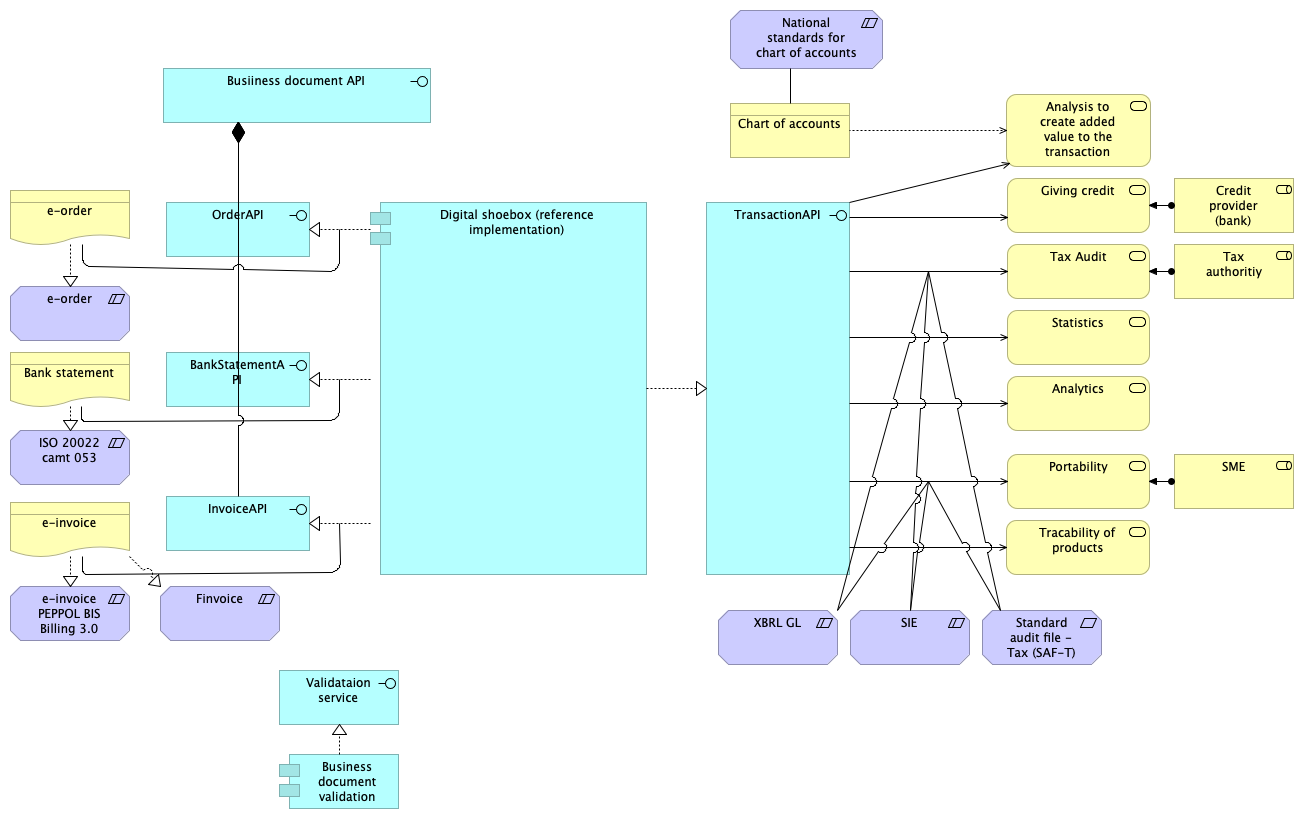 National
standards for
chart of accounts
Busiiness document API
Chart of accounts
Analysis to
create added
value to the
transaction
e-order
OrderAPI
Digital shoebox (reference
implementation)
TransactionAPI
Giving credit
Credit
provider
(bank)
Tax Audit
Tax
authoritiy
e-order
Statistics
Bank statement
BankStatementA
PI
Analytics
ISO 20022
camt 053
Portability
SME
e-invoice
InvoiceAPI
Tracability of
products
e-invoice
PEPPOL BIS
Billing 3.0
Finvoice
XBRL GL
SIE
Standard
audit file -
Tax (SAF-T)
Validataion
service
Business
document
validation